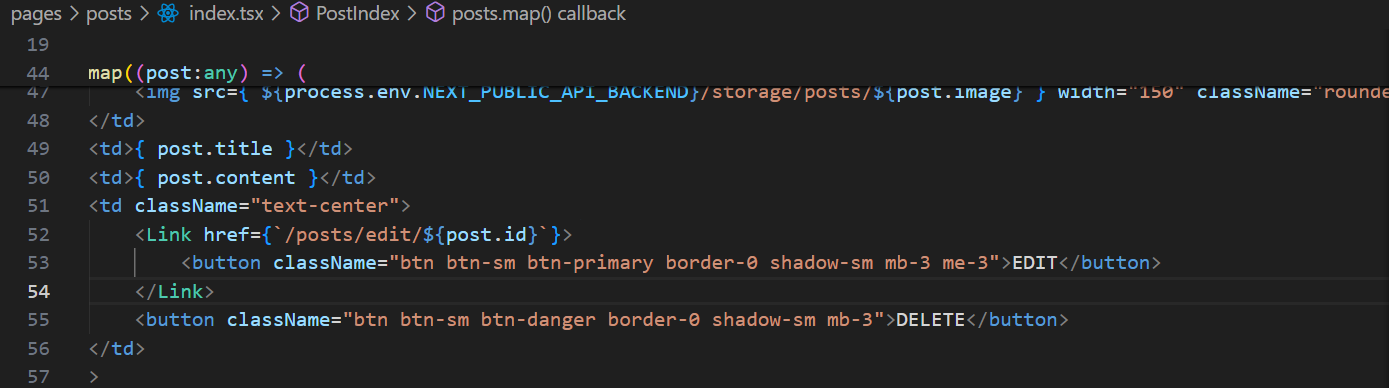 pages > posts > index.tsx > PostIndex > posts.map() callback
19
44 map((post:any) => (
47 <img src={`${process.env.NEXT_PUBLIC_API_BACKEND}/storage/posts/${post.image}`} width="150" className="rounde
48 </td>
49 <td>{ post.title }</td>
50 <td>{ post.content }</td>
51 <td className="text-center">
52 <Link href={`/posts/edit/${post.id}`}>
53 <button className="btn btn-sm btn-primary border-0 shadow-sm mb-3 me-3">EDIT</button>
54 </Link>
55 <button className="btn btn-sm btn-danger border-0 shadow-sm mb-3">DELETE</button>
56 </td>
57 >